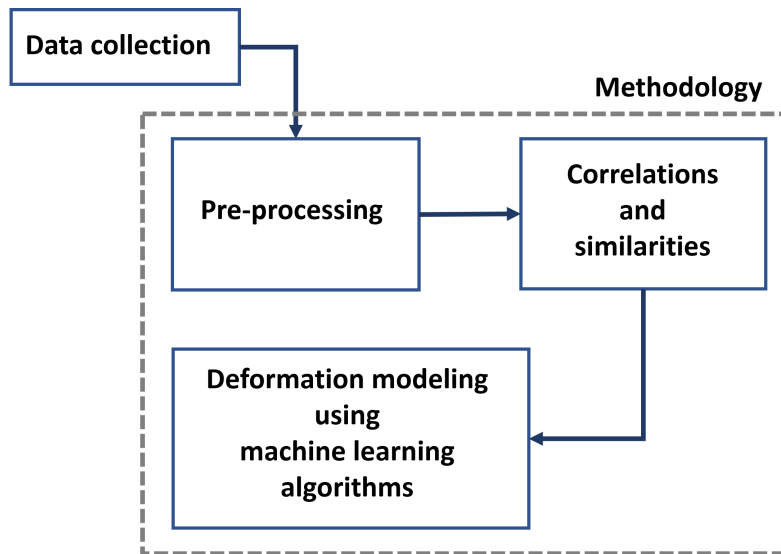 Data collection
Methodology
Pre-processing
Correlations
and
similarities
Deformation modeling
using
machine learning
algorithms